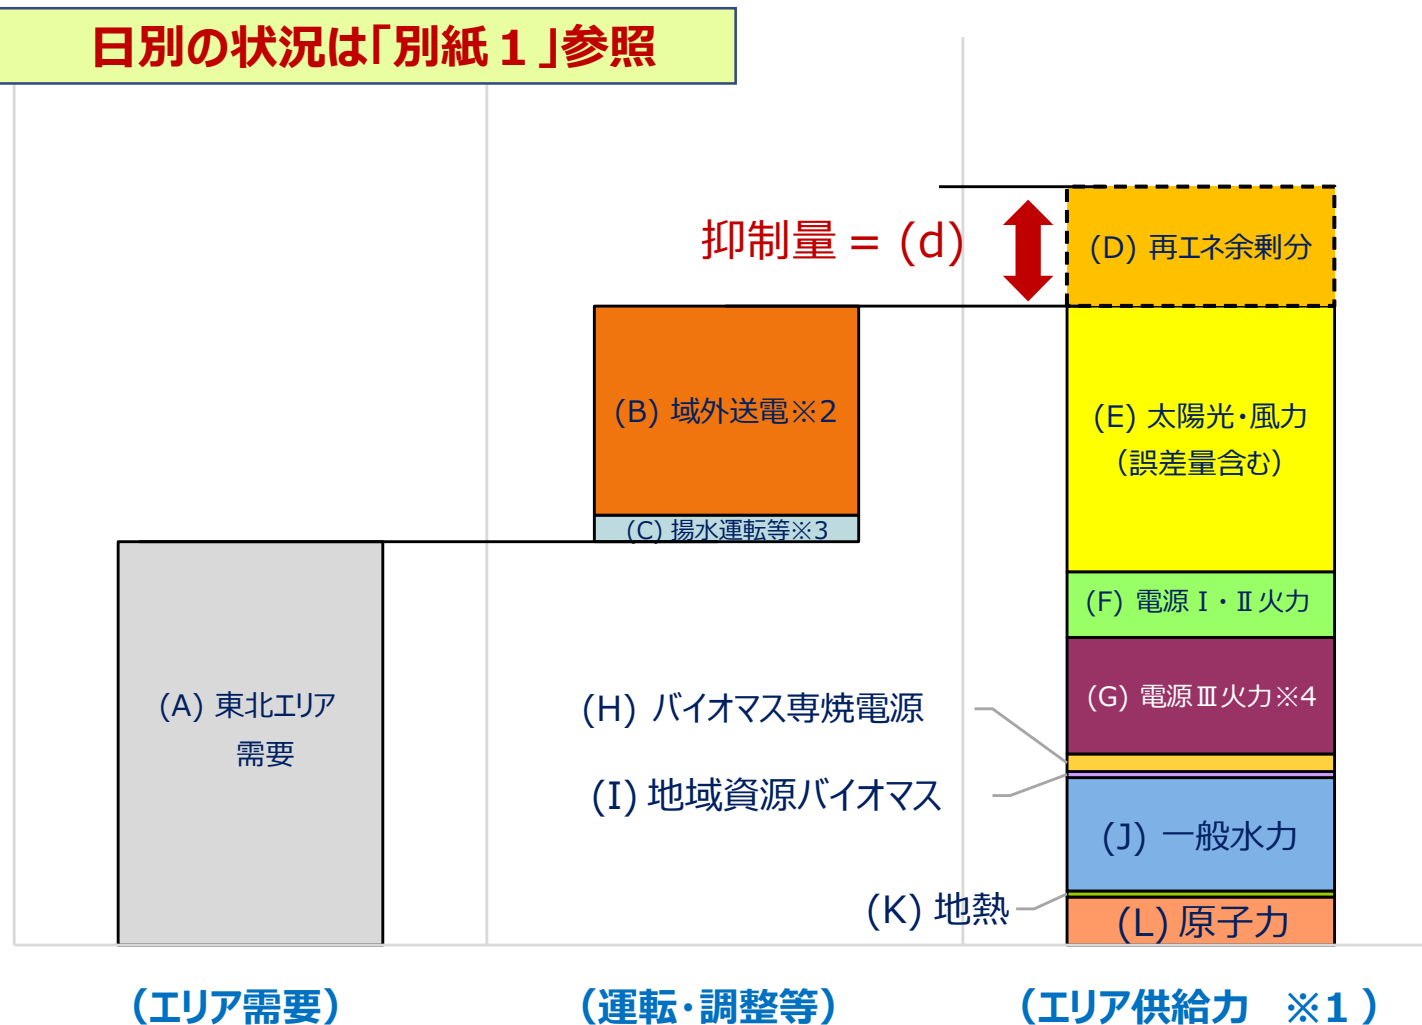 日別の状況は「別紙１」参照
抑制量 = (d)
(D) 再エネ余剰分
(B) 域外送電※2
(E) 太陽光・風力
（誤差量含む）
(C) 揚水運転等※3
(F) 電源Ⅰ・Ⅱ火力
(A) 東北エリア
需要
(G) 電源Ⅲ火力※4
(H) バイオマス専焼電源
(I) 地域資源バイオマス
(J) 一般水力
(K) 地熱
(L) 原子力
（エリア需要）
（運転・調整等）
（エリア供給力　※1 ）